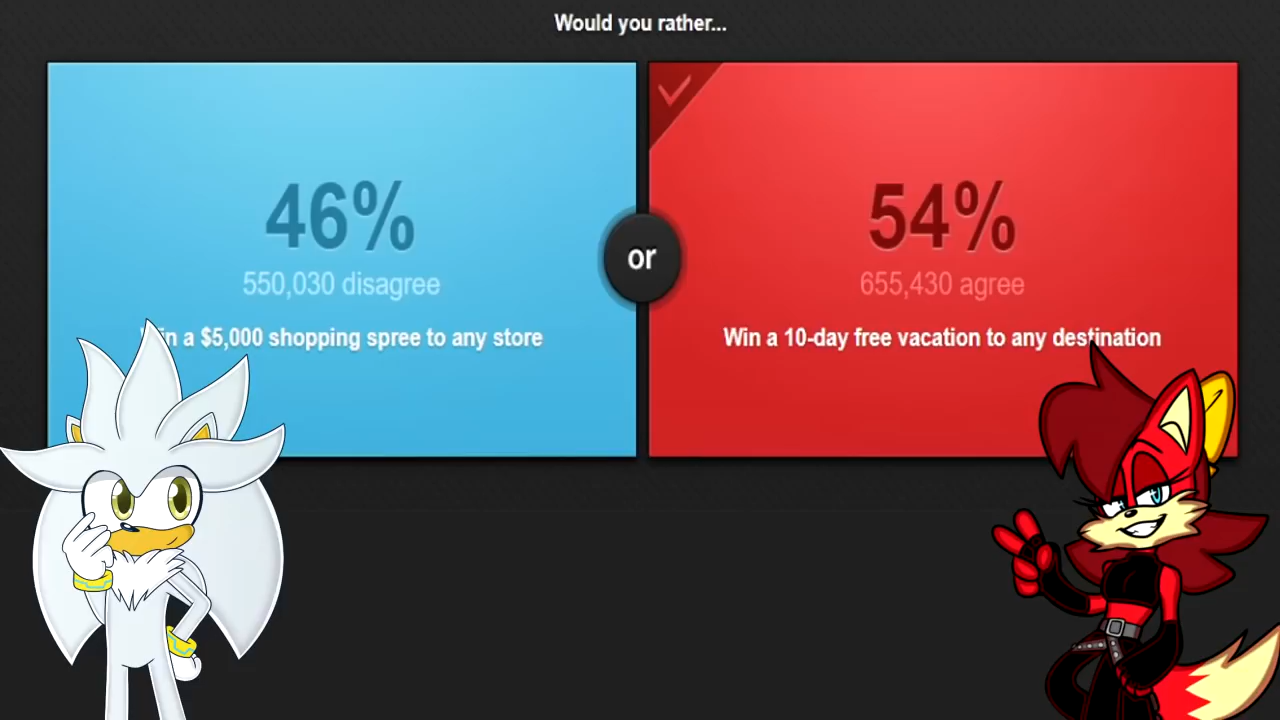 Would you rather...
46%
550,030 disagree
a $5,000 shopping spree to any store
or
54%
655,430 agree
Win a 10-day free vacation to any destination